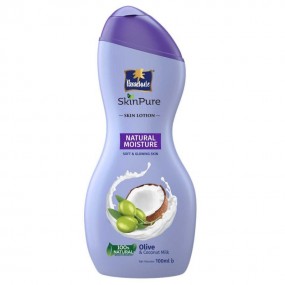 Parachute
SkinPure
SKIN LOTION
NATURAL
MOISTURE
SOFT & GLOWING SKIN
100%
NATURAL
Olive
& Coconut Milk
100ml